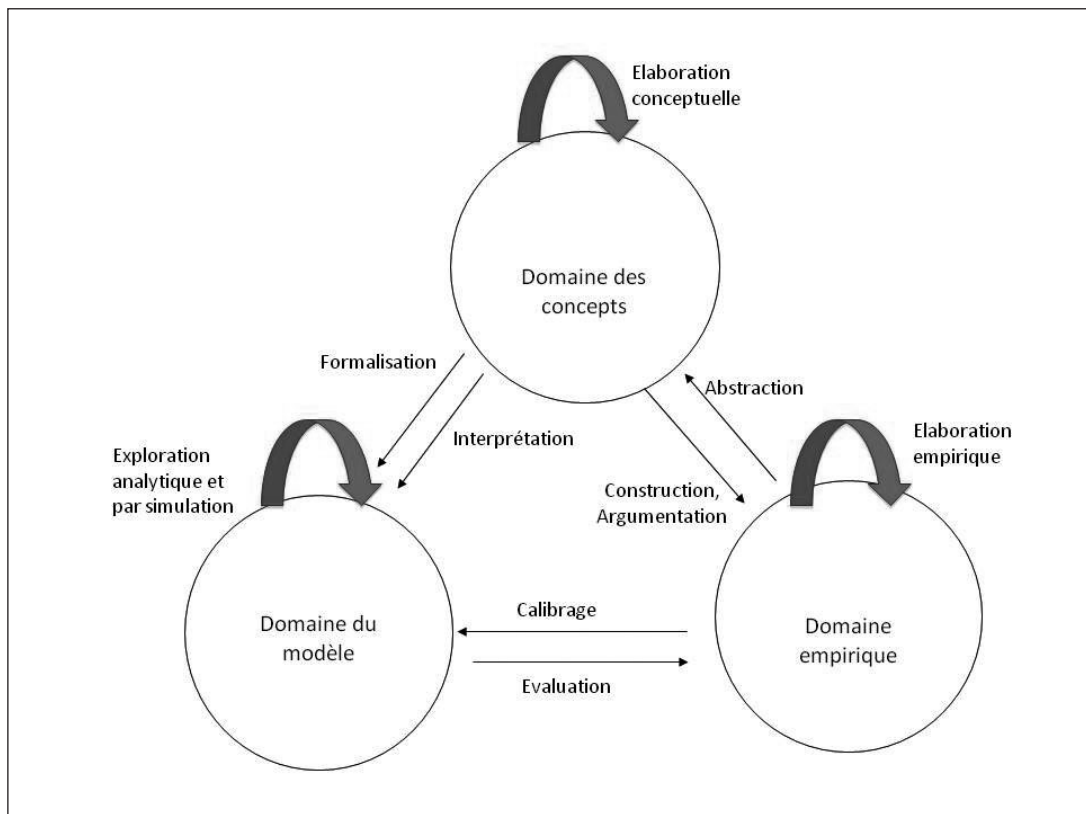 Elaboration
conceptuelle
Domaine des
concepts
Formalisation
Interprétation
Abstraction
Construction,
Argumentation
Elaboration
empirique
Exploration
analytique et
par simulation
Domaine du
modèle
Calibrage
Evaluation
Domaine
empirique